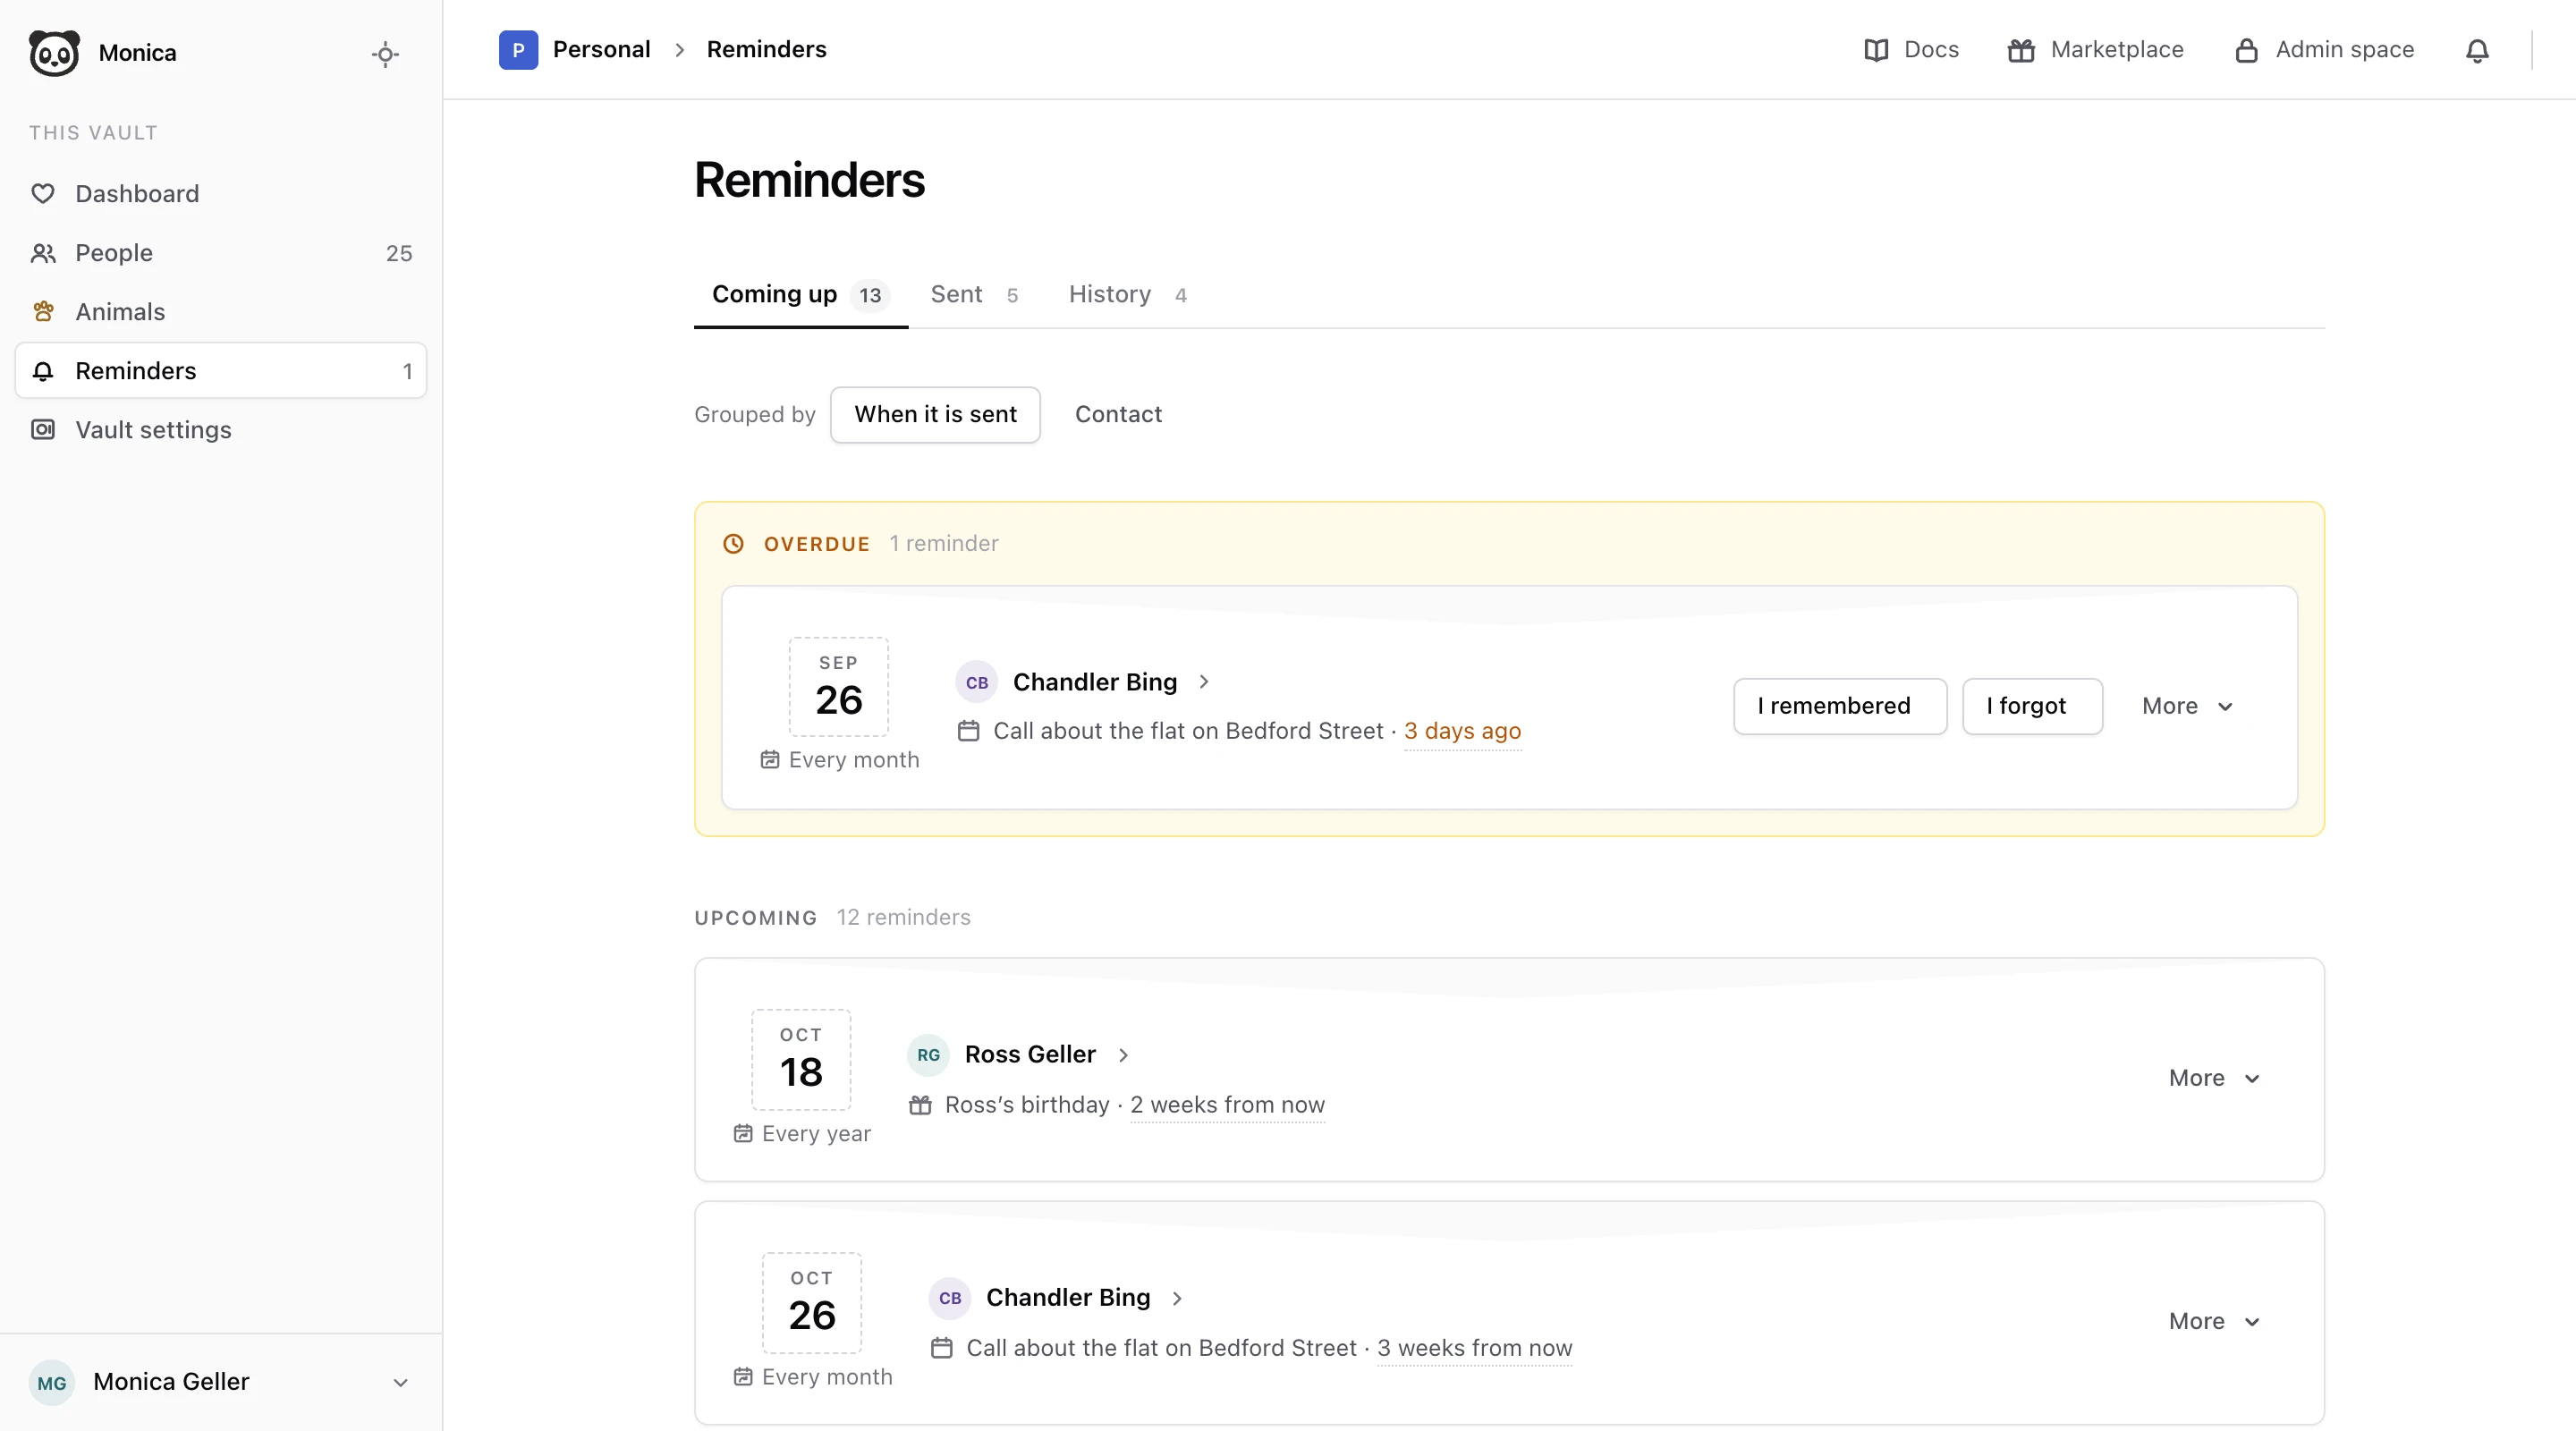 Monica
THIS VAULT
Dashboard
People 25
Animals
Reminders 1
Vault settings
MG Monica Geller
P Personal Reminders
Docs Marketplace Admin space
Reminders
Coming up 13 Sent 5 History 4
Grouped by When it is sent Contact
OVERDUE 1 reminder
SEP
26
Every month
CB Chandler Bing
Call about the flat on Bedford Street · 3 days ago
I remembered I forgot More
UPCOMING 12 reminders
OCT
18
Every year
RG Ross Geller
Ross’s birthday · 2 weeks from now
More
OCT
26
Every month
CB Chandler Bing
Call about the flat on Bedford Street · 3 weeks from now
More